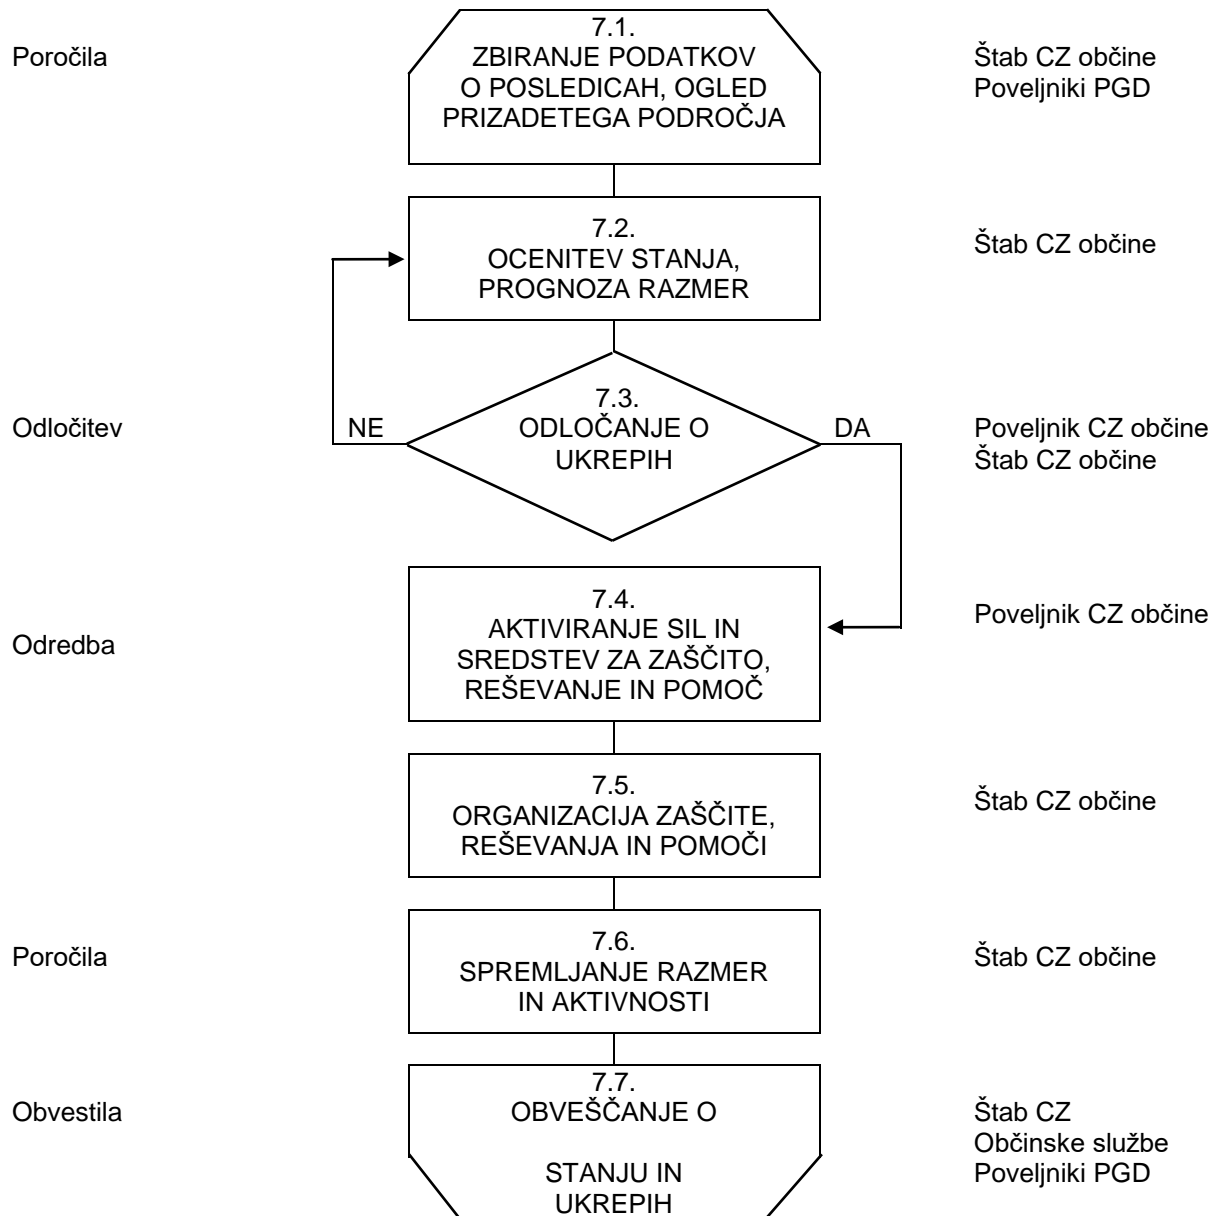 7.1.
Poročila
ZBIRANJE PODATKOV
O POSLEDICAH, OGLED
PRIZADETEGA PODROČJA
Štab CZ občine
Poveljniki PGD
7.2.
OCENITEV STANJA,
PROGNOZA RAZMER
Štab CZ občine
Odločitev
NE
7.3.
ODLOČANJE O
UKREPIH
DA
Poveljnik CZ občine
Štab CZ občine
Odredba
7.4.
AKTIVIRANJE SIL IN
SREDSTEV ZA ZAŠČITO,
REŠEVANJE IN POMOČ
Poveljnik CZ občine
7.5.
ORGANIZACIJA ZAŠČITE,
REŠEVANJA IN POMOČI
Štab CZ občine
Poročila
7.6.
SPREMLJANJE RAZMER
IN AKTIVNOSTI
Štab CZ občine
Obvestila
7.7.
OBVEŠČANJE O
STANJU IN
UKREPIH
Štab CZ
Občinske službe
Poveljniki PGD